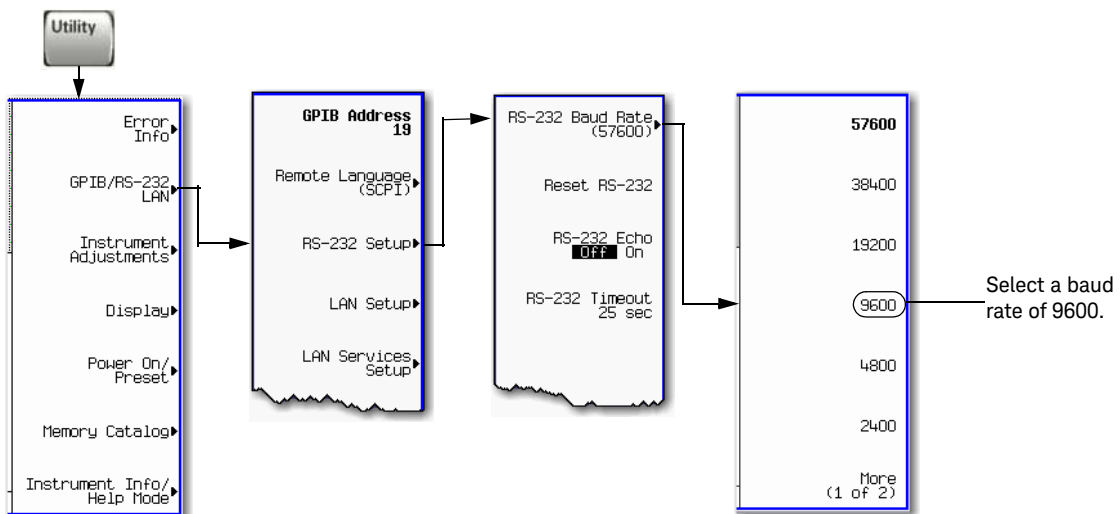 Utility
Error
Info
GPIB/RS-232
LAN
Instrument
Adjustments
Display
Power On/
Preset
Memory Catalog
Instrument Info/
Help Mode
GPIB Address
19
Remote Language
(SCPI)
RS-232 Setup
LAN Setup
LAN Services
Setup
RS-232 Baud Rate
(57600)
Reset RS-232
RS-232 Echo
Off On
RS-232 Timeout
25 sec
57600
38400
19200
9600
4800
2400
More
(1 of 2)
Select a baud
rate of 9600.